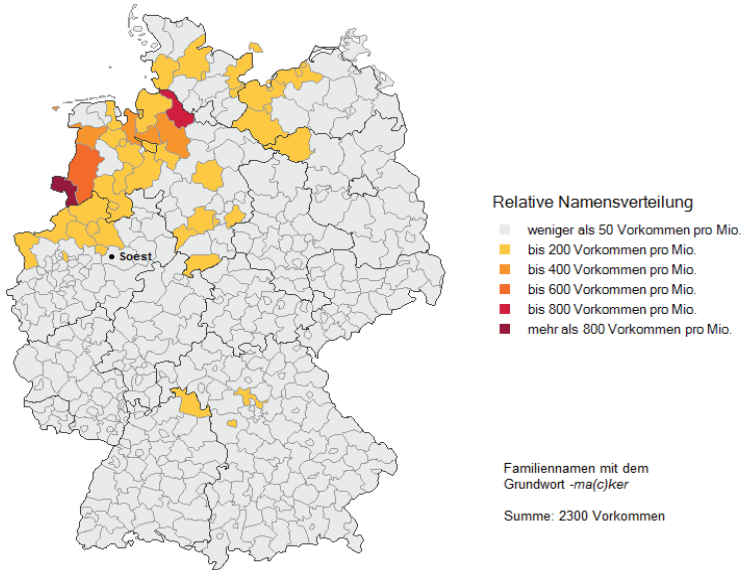 Soest
Relative Namensverteilung
weniger als 50 Vorkommen pro Mio.
bis 200 Vorkommen pro Mio.
bis 400 Vorkommen pro Mio.
bis 600 Vorkommen pro Mio.
bis 800 Vorkommen pro Mio.
mehr als 800 Vorkommen pro Mio.
Familiennamen mit dem
Grundwort -ma(c)ker
Summe: 2300 Vorkommen